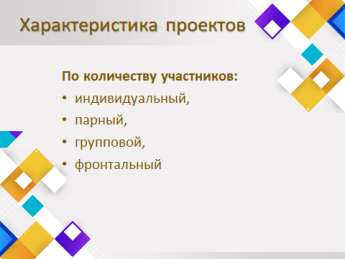 Характеристика проектов
По количеству участников:
• индивидуальный,
• парный,
• групповой,
• фронтальный